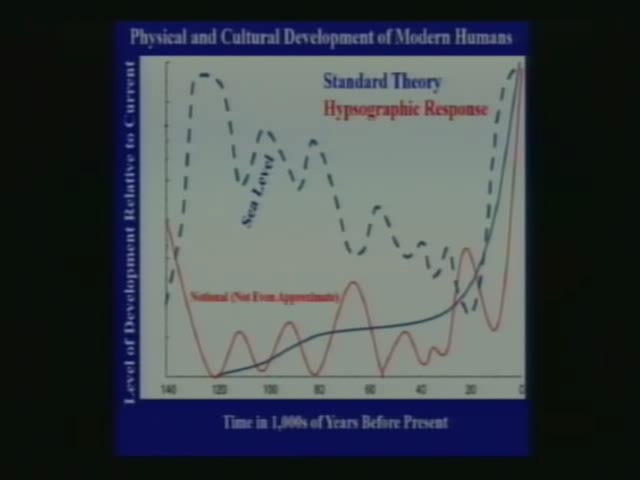 Physical and Cultural Development of Modern Humans
Level of Development Relative to Current
Standard Theory
Hypsographic Response
Sea Level
Notional (Not Even Approximate)
140 120 100 80 60 40 20 0
Time in 1,000s of Years Before Present